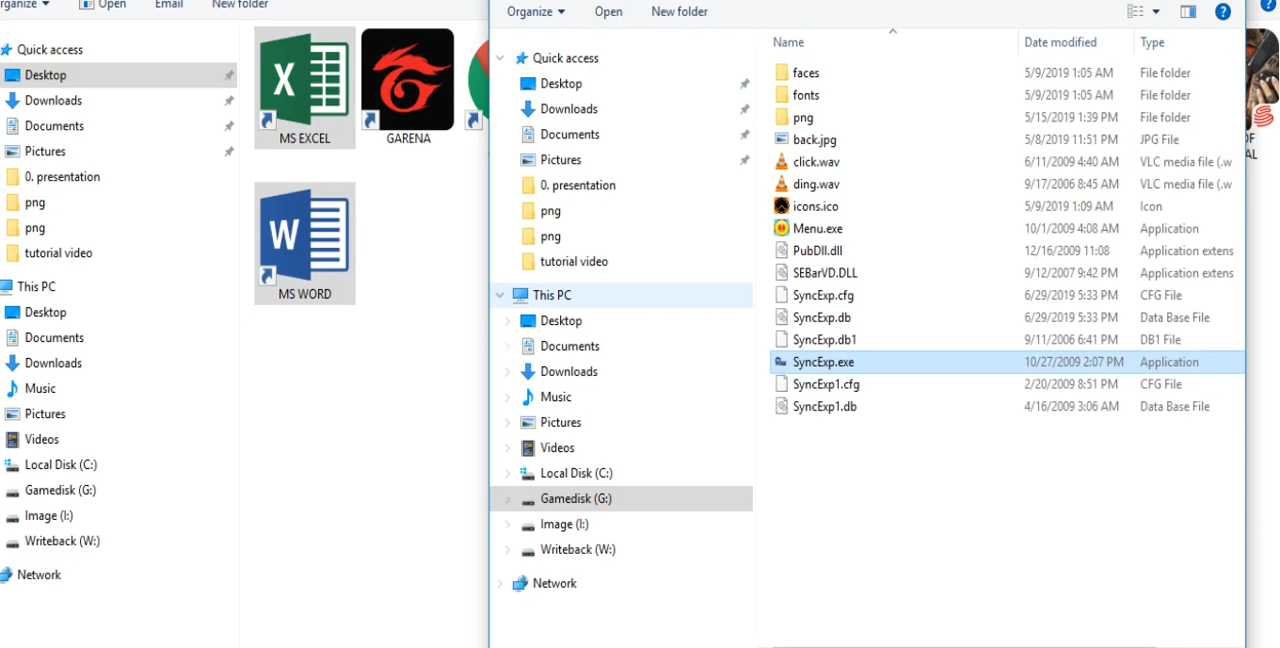 rganize
Open
Email
New folder
Quick access
Desktop
Downloads
Documents
Pictures
0. presentation
png
png
tutorial video
This PC
Desktop
Documents
Downloads
Music
Pictures
Videos
Local Disk (C:)
Gamedisk (G:)
Image (I:)
Writeback (W:)
Network
MS EXCEL
GARENA
MS WORD
Organize
Open
New folder
Quick access
Desktop
Downloads
Documents
Pictures
0. presentation
png
png
tutorial video
This PC
Desktop
Documents
Downloads
Music
Pictures
Videos
Local Disk (C:)
Gamedisk (G:)
Image (I:)
Writeback (W:)
Network
Name Date modified Type
faces 5/9/2019 1:05 AM File folder
fonts 5/9/2019 1:05 AM File folder
png 5/15/2019 1:39 PM File folder
back.jpg 5/8/2019 11:51 PM JPG File
click.wav 6/11/2009 4:40 AM VLC media file (.w
ding.wav 9/17/2006 8:45 AM VLC media file (.w
icons.ico 5/9/2019 1:09 AM Icon
Menu.exe 10/1/2009 4:08 AM Application
PubDll.dll 12/16/2009 11:08 Application extens
SEBarVD.DLL 9/12/2007 9:42 PM Application extens
SyncExp.cfg 6/29/2019 5:33 PM CFG File
SyncExp.db 6/29/2019 5:33 PM Data Base File
SyncExp.db1 9/11/2006 6:41 PM DB1 File
SyncExp.exe 10/27/2009 2:07 PM Application
SyncExp1.cfg 2/20/2009 8:51 PM CFG File
SyncExp1.db 4/16/2009 3:06 AM Data Base File
OF
AL